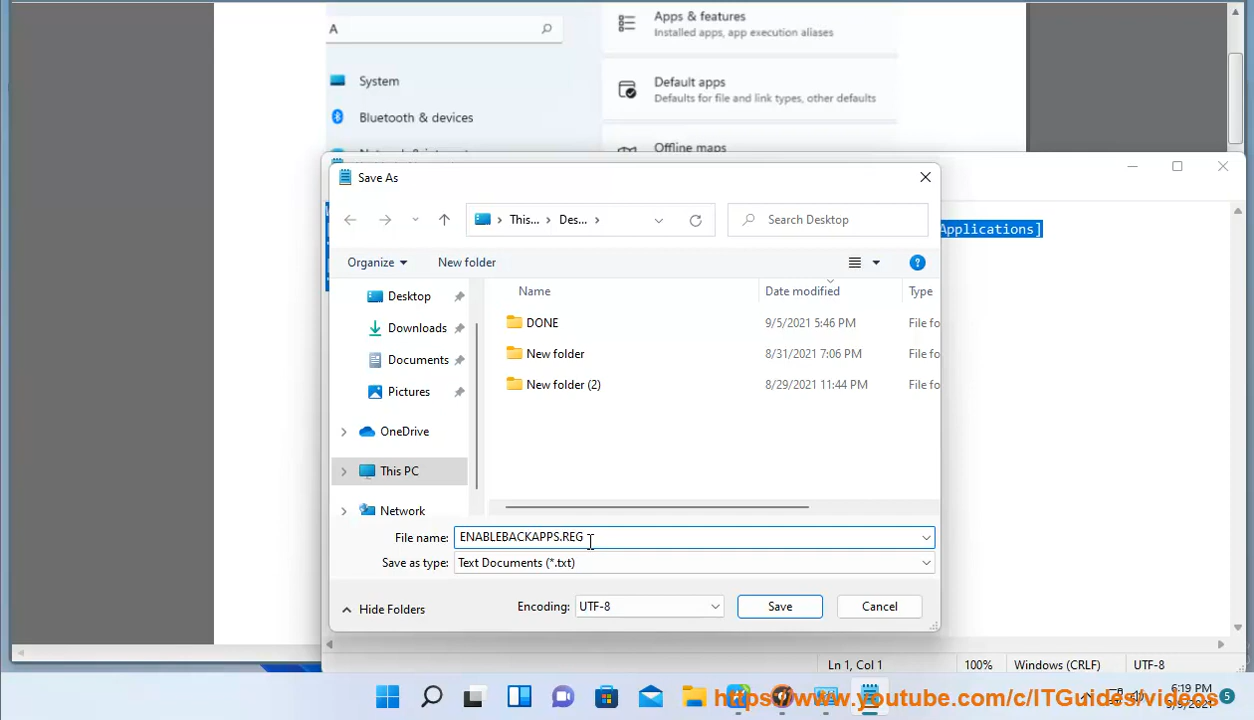 A
Apps & features
Installed apps, app execution aliases
System
Default apps
Defaults for file and link types, other defaults
Bluetooth & devices
Offline maps
Save As
This... > Des... >
Search Desktop
Applications]
Organize
New folder
Name
Date modified
Type
Desktop
Downloads
Documents
Pictures
OneDrive
This PC
Network
DONE
9/5/2021 5:46 PM
File fo
New folder
8/31/2021 7:06 PM
File fo
New folder (2)
8/29/2021 11:44 PM
File fo
File name: ENABLEBACKAPPS.REG
Save as type: Text Documents (*.txt)
Hide Folders
Encoding: UTF-8
Save
Cancel
Ln 1, Col 1
100%
Windows (CRLF)
UTF-8
https://www.youtube.com/c/ITGuides/videos
6:19 PM
5